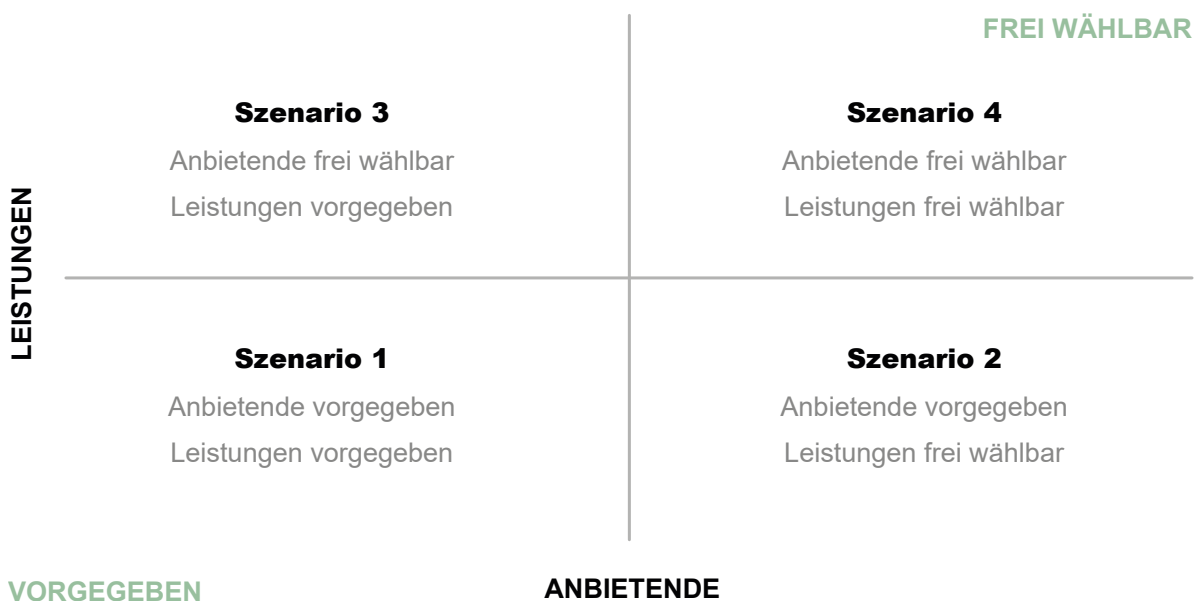 FREI WÄHLBAR
Szenario 3
Anbietende frei wählbar
Leistungen vorgegeben
Szenario 4
Anbietende frei wählbar
Leistungen frei wählbar
LEISTUNGEN
Szenario 1
Anbietende vorgegeben
Leistungen vorgegeben
Szenario 2
Anbietende vorgegeben
Leistungen frei wählbar
VORGEGEBEN
ANBIETENDE